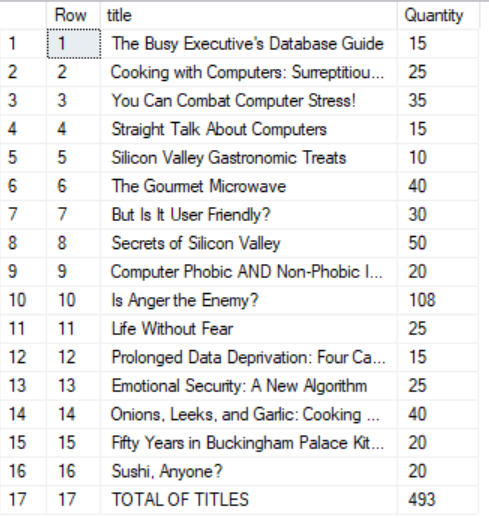 Row title Quantity
1 1 The Busy Executive's Database Guide 15
2 2 Cooking with Computers: Surreptitiou... 25
3 3 You Can Combat Computer Stress! 35
4 4 Straight Talk About Computers 15
5 5 Silicon Valley Gastronomic Treats 10
6 6 The Gourmet Microwave 40
7 7 But Is It User Friendly? 30
8 8 Secrets of Silicon Valley 50
9 9 Computer Phobic AND Non-Phobic I... 20
10 10 Is Anger the Enemy? 108
11 11 Life Without Fear 25
12 12 Prolonged Data Deprivation: Four Ca... 15
13 13 Emotional Security: A New Algorithm 25
14 14 Onions, Leeks, and Garlic: Cooking ... 40
15 15 Fifty Years in Buckingham Palace Kit... 20
16 16 Sushi, Anyone? 20
17 17 TOTAL OF TITLES 493